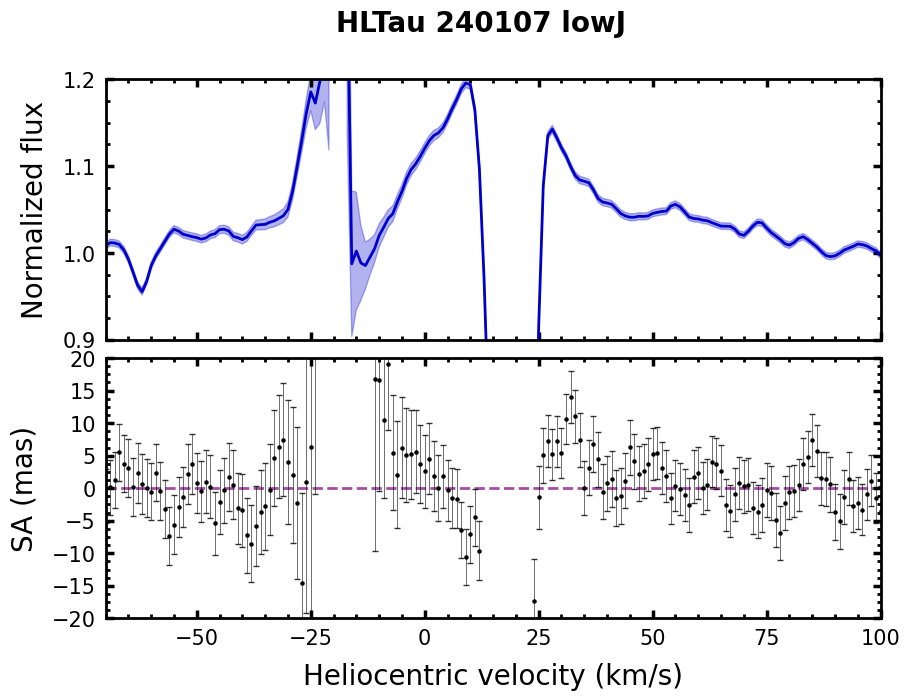 HLTau 240107 lowJ
1.2
1.1
1.0
0.9
Normalized flux
20
15
10
5
0
−5
−10
−15
−20
SA (mas)
−50 −25 0 25 50 75 100
Heliocentric velocity (km/s)